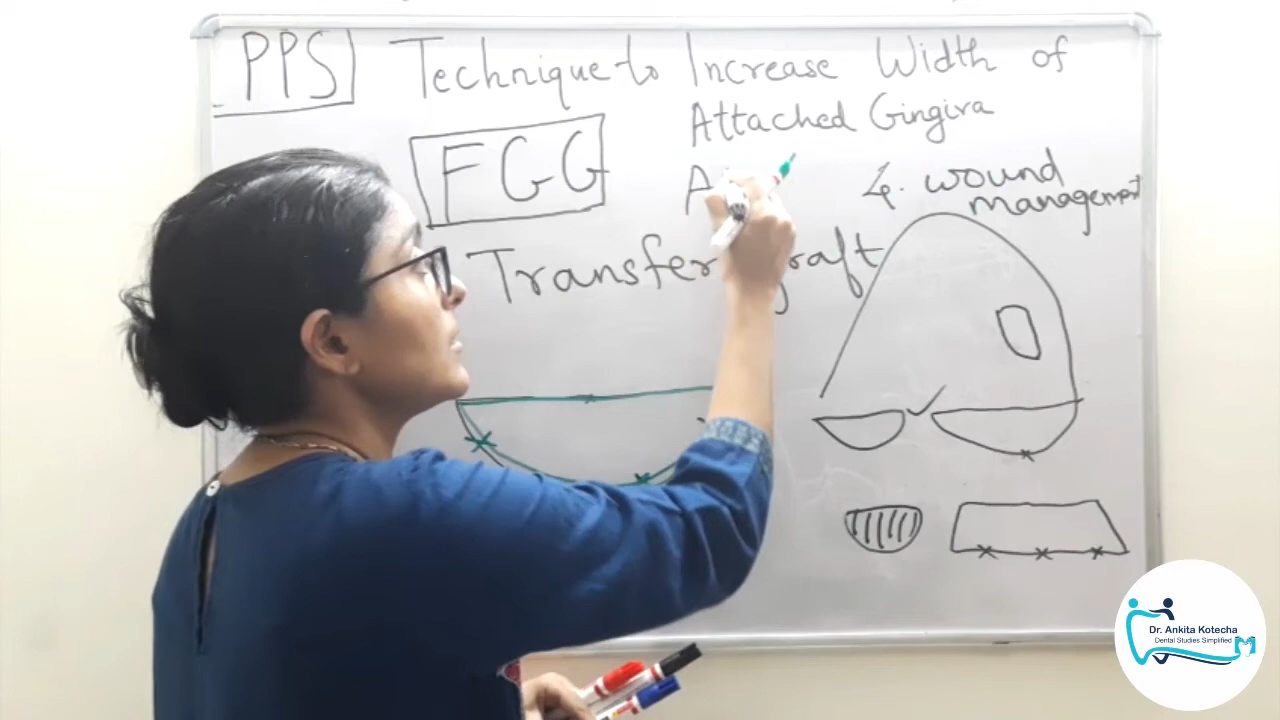 PPS Technique to Increase Width of
Attached Gingiva
FGG
4. wound
management
Transfer graft
Dr. Ankita Kotecha
Dental Studies Simplified